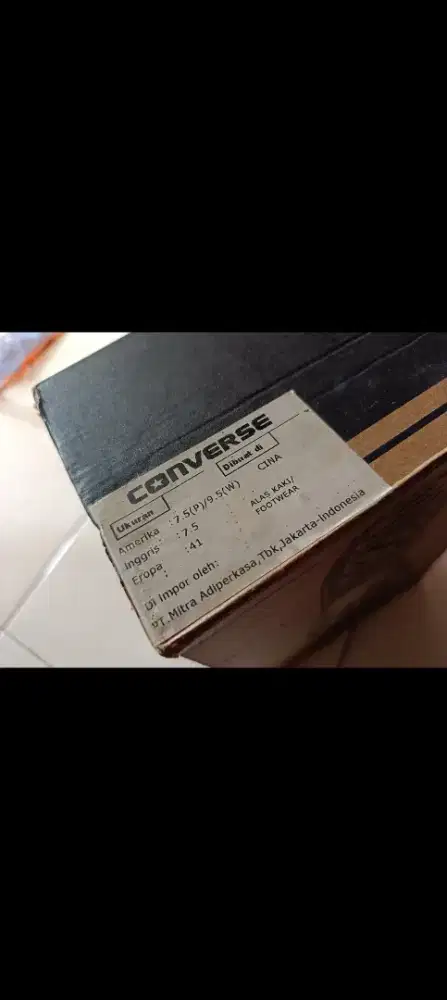 CONVERSE
Ukuran Dibuat di
Amerika : 7.5(P)/9.5(W) CINA
Inggris : 7.5 ALAS KAKI/
Eropa : 41 FOOTWEAR
Di Impor oleh:
PT.Mitra Adiperkasa,Tbk,Jakarta-Indonesia